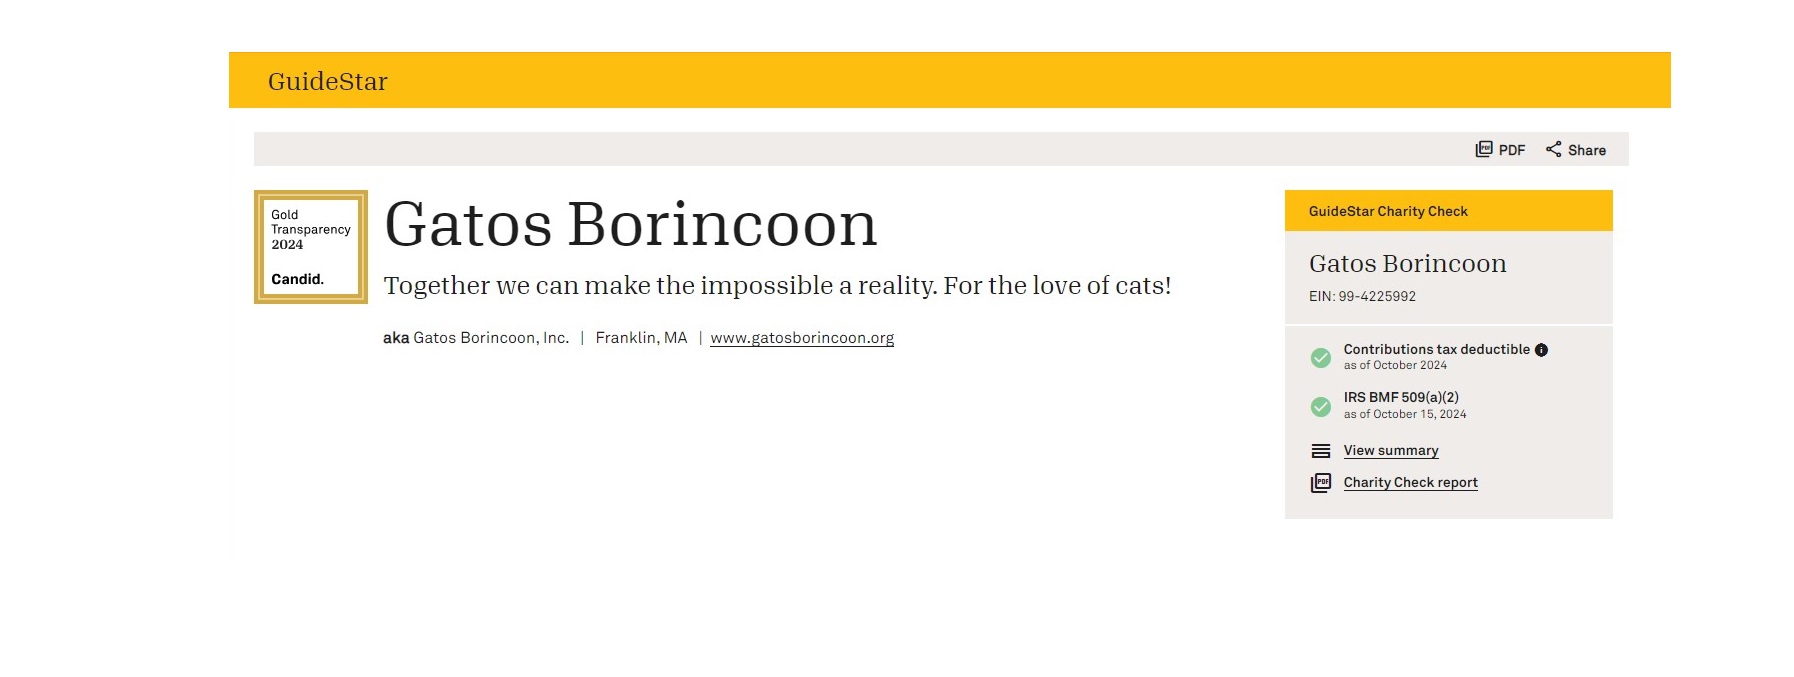 GuideStar
PDF Share
Gold
Transparency
2024
Candid.
Gatos Borincoon
Together we can make the impossible a reality. For the love of cats!
aka Gatos Borincoon, Inc. | Franklin, MA | www.gatosborincoon.org
GuideStar Charity Check
Gatos Borincoon
EIN: 99-4225992
Contributions tax deductible
as of October 2024
IRS BMF 509(a)(2)
as of October 15, 2024
View summary
Charity Check report